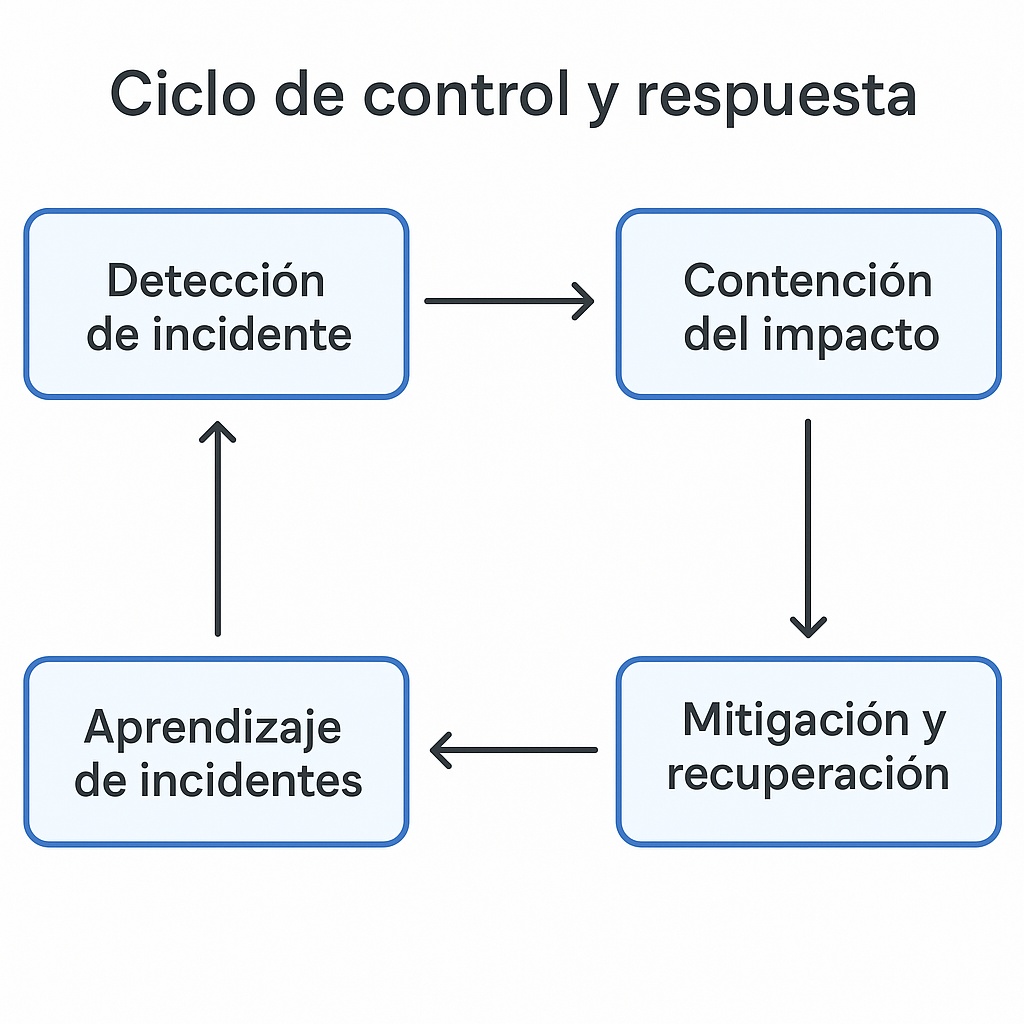 Ciclo de control y respuesta
Detección
de incidente
Contención
del impacto
Mitigación y
recuperación
Aprendizaje
de incidentes